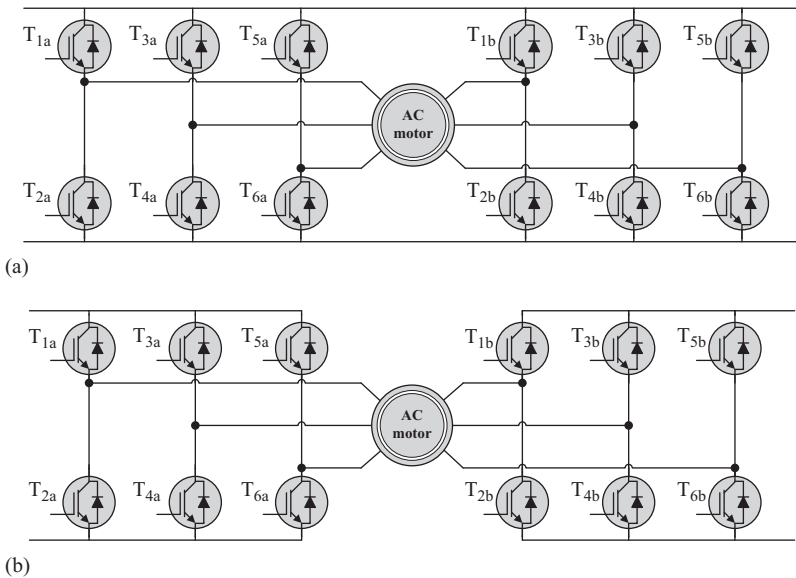 T1a T3a T5a T1b T3b T5b
AC
motor
T2a T4a T6a T2b T4b T6b
(a)
T1a T3a T5a T1b T3b T5b
AC
motor
T2a T4a T6a T2b T4b T6b
(b)